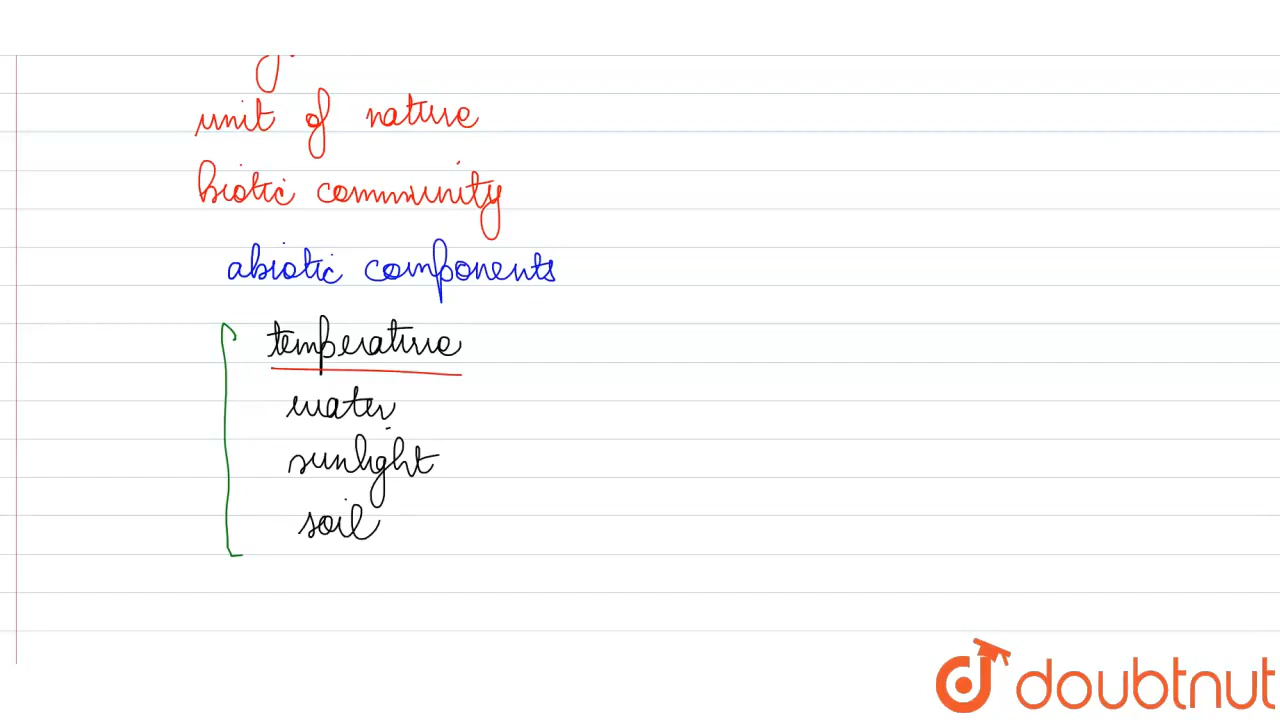 unit of nature
biotic community
abiotic components
temperature
water
sunlight
soil
doubtnut